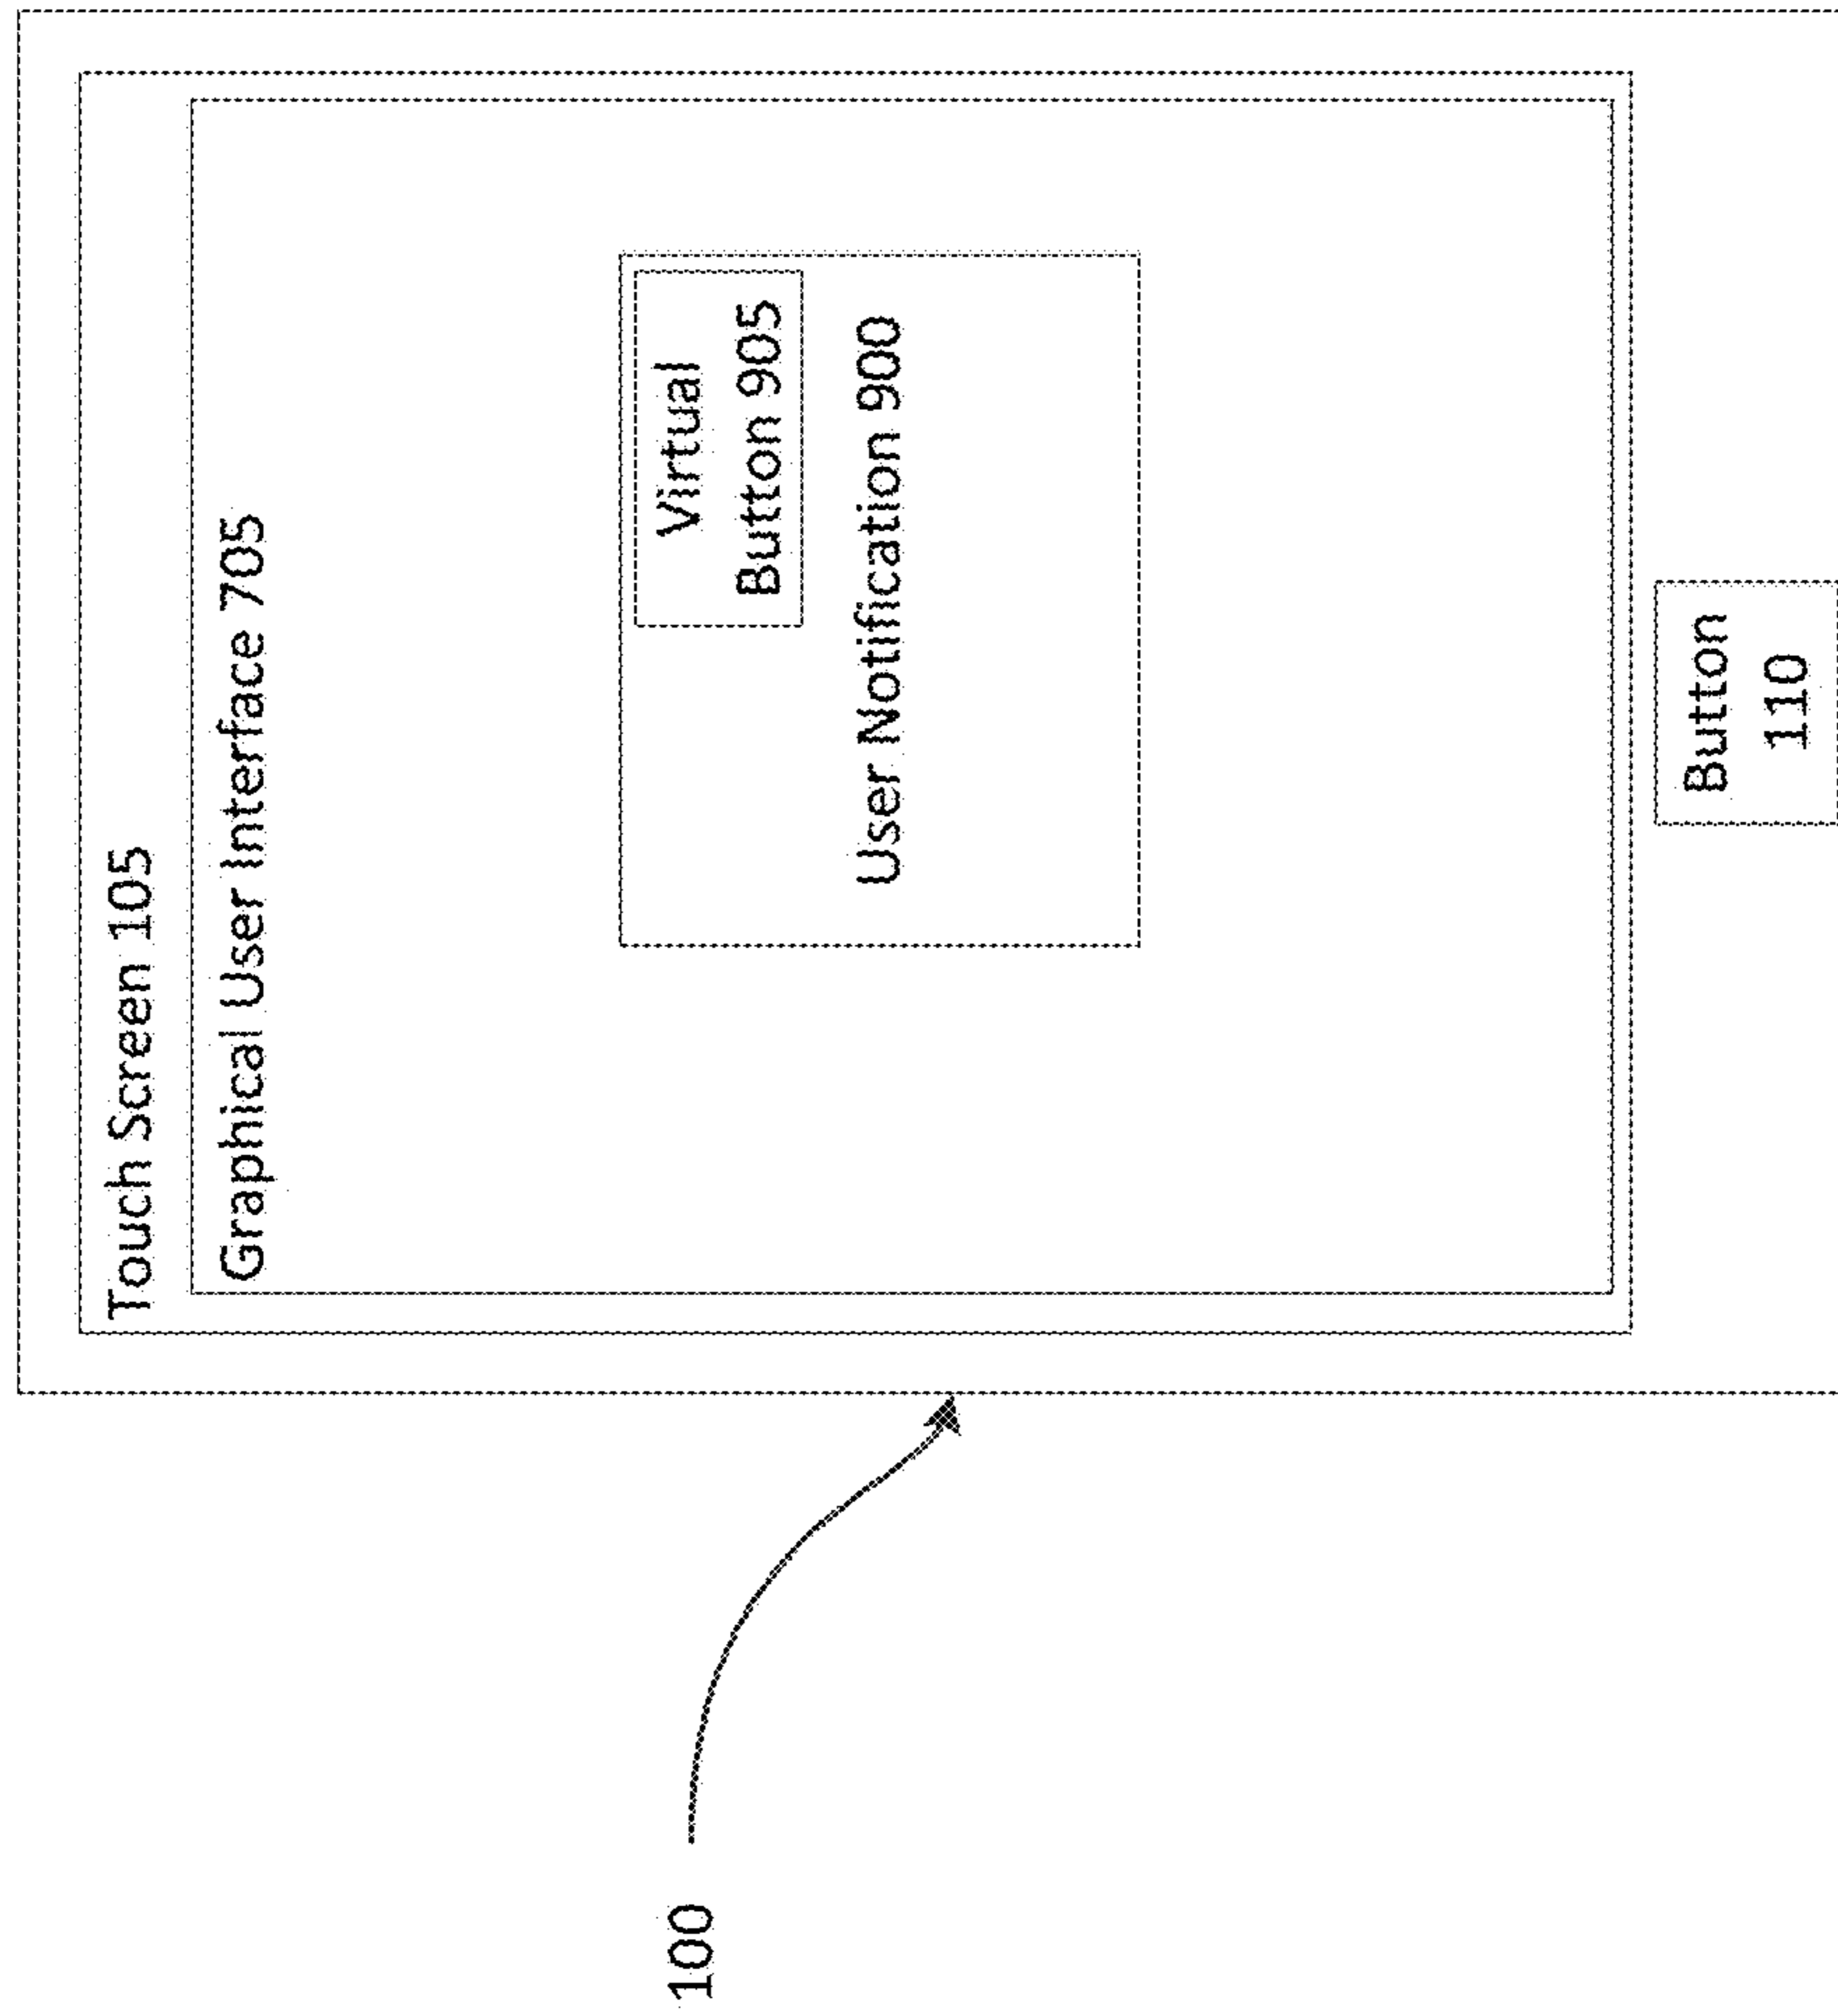 Touch Screen 105
Graphical User Interface 705
Virtual
Button 905
User Notification 900
Button
110
100